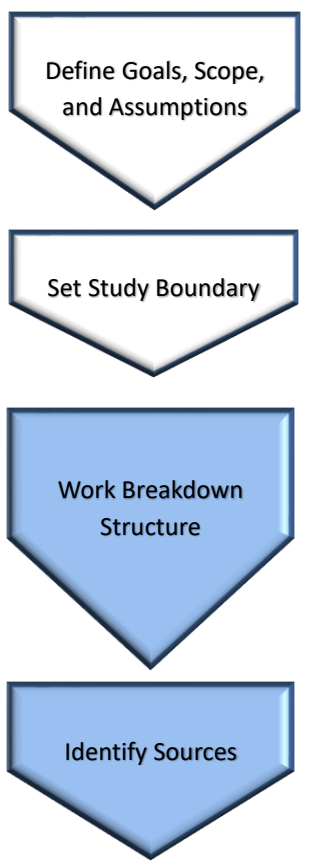 Define Goals, Scope,
and Assumptions
Set Study Boundary
Work Breakdown
Structure
Identify Sources